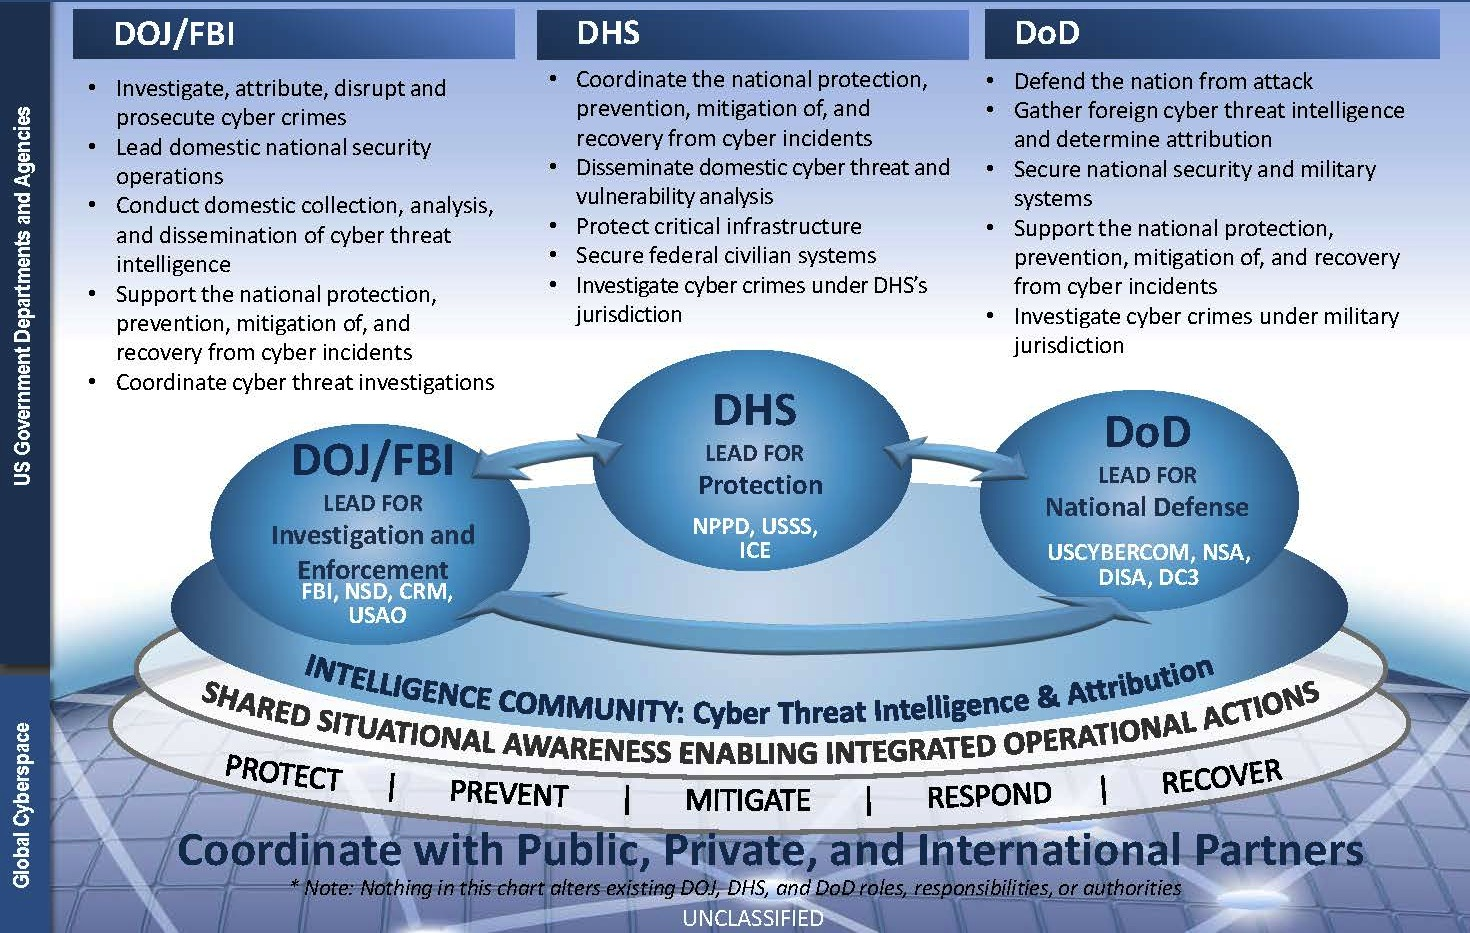 DOJ/FBI
• Investigate, attribute, disrupt and
prosecute cyber crimes
• Lead domestic national security
operations
• Conduct domestic collection, analysis,
and dissemination of cyber threat
intelligence
• Support the national protection,
prevention, mitigation of, and
recovery from cyber incidents
• Coordinate cyber threat investigations
DHS
• Coordinate the national protection,
prevention, mitigation of, and
recovery from cyber incidents
• Disseminate domestic cyber threat and
vulnerability analysis
• Protect critical infrastructure
• Secure federal civilian systems
• Investigate cyber crimes under DHS's
jurisdiction
DoD
• Defend the nation from attack
• Gather foreign cyber threat intelligence
and determine attribution
• Secure national security and military
systems
• Support the national protection,
prevention, mitigation of, and recovery
from cyber incidents
• Investigate cyber crimes under military
jurisdiction
US Government Departments and Agencies
DOJ/FBI
LEAD FOR
Investigation and
Enforcement
FBI, NSD, CRM,
USAO
DHS
LEAD FOR
Protection
NPPD, USSS,
ICE
DoD
LEAD FOR
National Defense
USCYBERCOM, NSA,
DISA, DC3
INTELLIGENCE COMMUNITY: Cyber Threat Intelligence & Attribution
SHARED SITUATIONAL AWARENESS ENABLING INTEGRATED OPERATIONAL ACTIONS
PROTECT | PREVENT | MITIGATE | RESPOND | RECOVER
Global Cyberspace
Coordinate with Public, Private, and International Partners
* Note: Nothing in this chart alters existing DOJ, DHS, and DoD roles, responsibilities, or authorities
UNCLASSIFIED